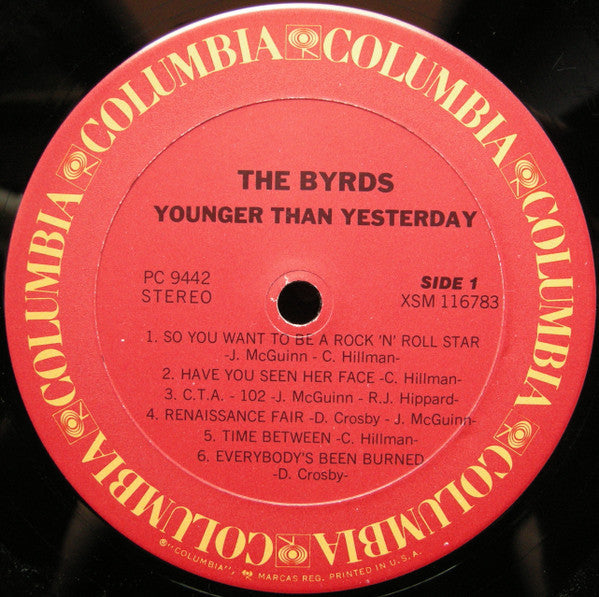 COLUMBIA COLUMBIA COLUMBIA COLUMBIA COLUMBIA COLUMBIA COLUMBIA COLUMBIA
THE BYRDS
YOUNGER THAN YESTERDAY
PC 9442 SIDE 1
STEREO XSM 116783
1. SO YOU WANT TO BE A ROCK 'N' ROLL STAR
-J. McGuinn - C. Hillman-
2. HAVE YOU SEEN HER FACE -C. Hillman-
3. C.T.A. - 102 -J. McGuinn - R.J. Hippard-
4. RENAISSANCE FAIR -D. Crosby - J. McGuinn-
5. TIME BETWEEN -C. Hillman-
6. EVERYBODY'S BEEN BURNED
-D. Crosby-
® "COLUMBIA", MARCAS REG. PRINTED IN U.S.A.